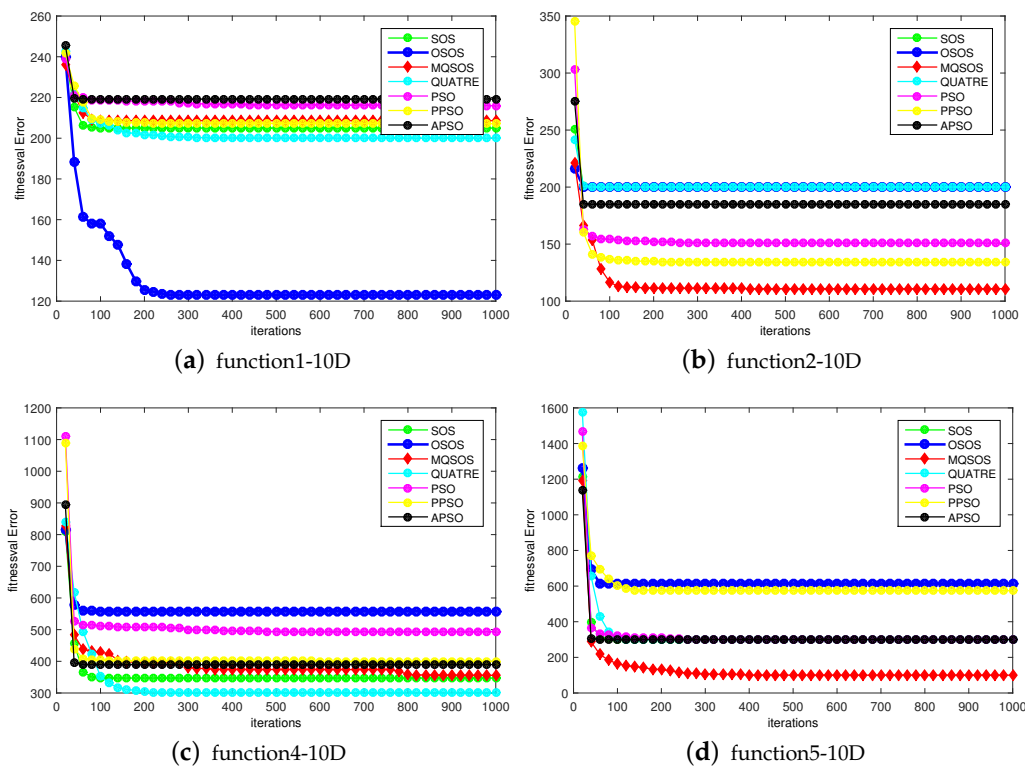 260
240
220
200
180
160
140
120
fitnessval Error
0 100 200 300 400 500 600 700 800 900 1000
iterations
SOS
OSOS
MQSOS
QUATRE
PSO
PPSO
APSO
(a) function1-10D
350
300
250
200
150
100
fitnessval Error
0 100 200 300 400 500 600 700 800 900 1000
iterations
SOS
OSOS
MQSOS
QUATRE
PSO
PPSO
APSO
(b) function2-10D
1200
1100
1000
900
800
700
600
500
400
300
fitnessval Error
0 100 200 300 400 500 600 700 800 900 1000
iterations
SOS
OSOS
MQSOS
QUATRE
PSO
PPSO
APSO
(c) function4-10D
1600
1400
1200
1000
800
600
400
200
0
fitnessval Error
0 100 200 300 400 500 600 700 800 900 1000
iterations
SOS
OSOS
MQSOS
QUATRE
PSO
PPSO
APSO
(d) function5-10D